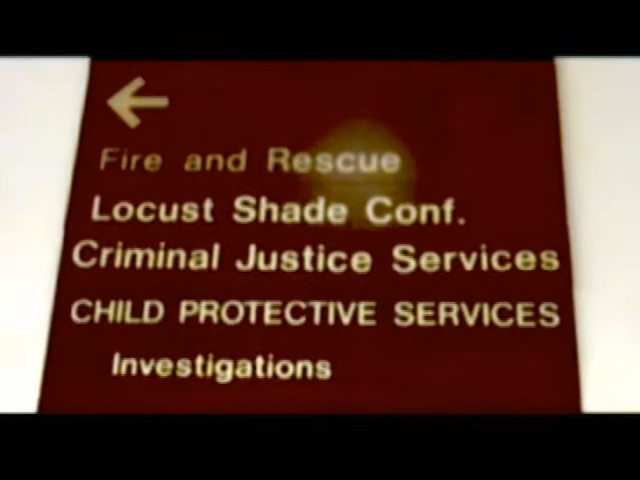 Fire and Rescue
Locust Shade Conf.
Criminal Justice Services
CHILD PROTECTIVE SERVICES
Investigations